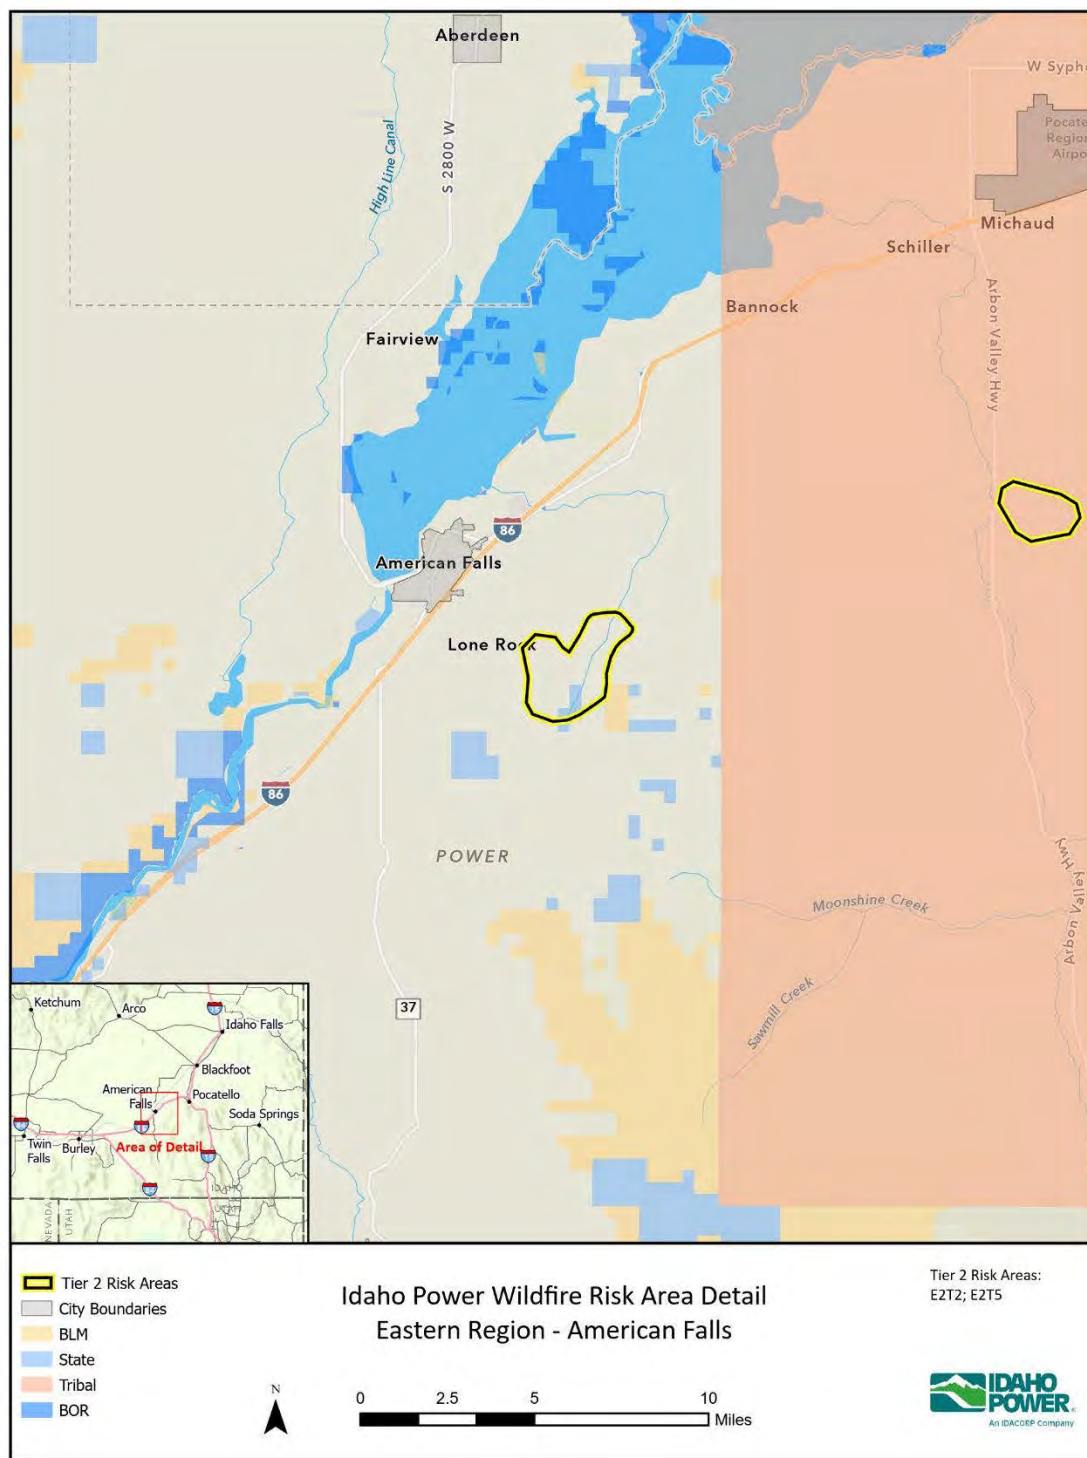 Aberdeen
W Syph
Pocate
Region
Airpo
High Line Canal
S 2800 W
Michaud
Schiller
Bannock
Arbon Valley Hwy
Fairview
86
American Falls
Lone Rock
86
POWER
Moonshine Creek
Arbon Valley Hwy
Sawmill Creek
37
Ketchum
Arco
15
Idaho Falls
Blackfoot
American Falls
Pocatello
Soda Springs
Twin Falls
Burley
Area of Detail
IDAHO
UTAH
NEVADA
UTAH
Tier 2 Risk Areas
City Boundaries
BLM
State
Tribal
BOR
Idaho Power Wildfire Risk Area Detail
Eastern Region - American Falls
N
0 2.5 5 10
Miles
Tier 2 Risk Areas:
E2T2; E2T5
IDAHO
POWER
An IDACORP Company